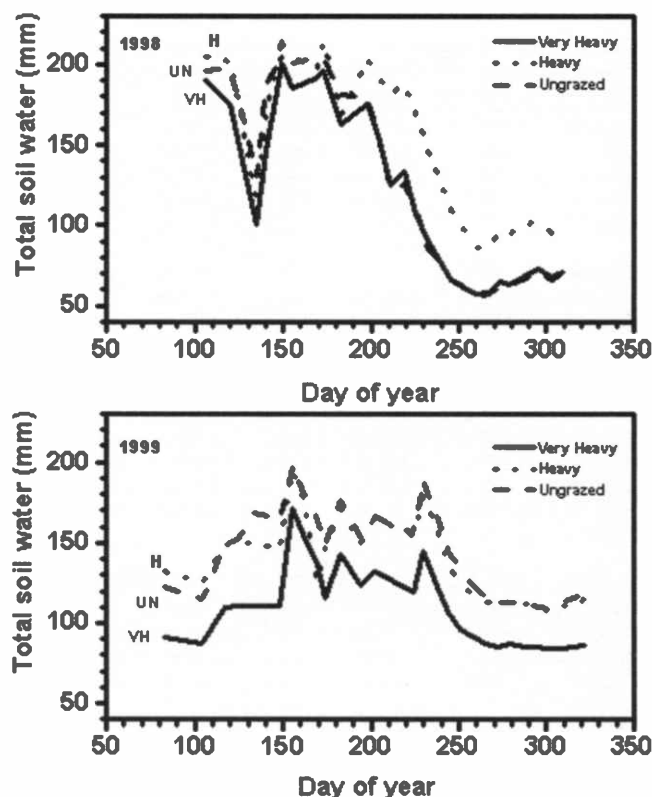 Total soil water (mm)
1998
H
UN
VH
Very Heavy
Heavy
Ungrazed
200
150
100
50
50 100 150 200 250 300 350
Day of year
Total soil water (mm)
1999
H
UN
VH
Very Heavy
Heavy
Ungrazed
200
150
100
50
50 100 150 200 250 300 350
Day of year